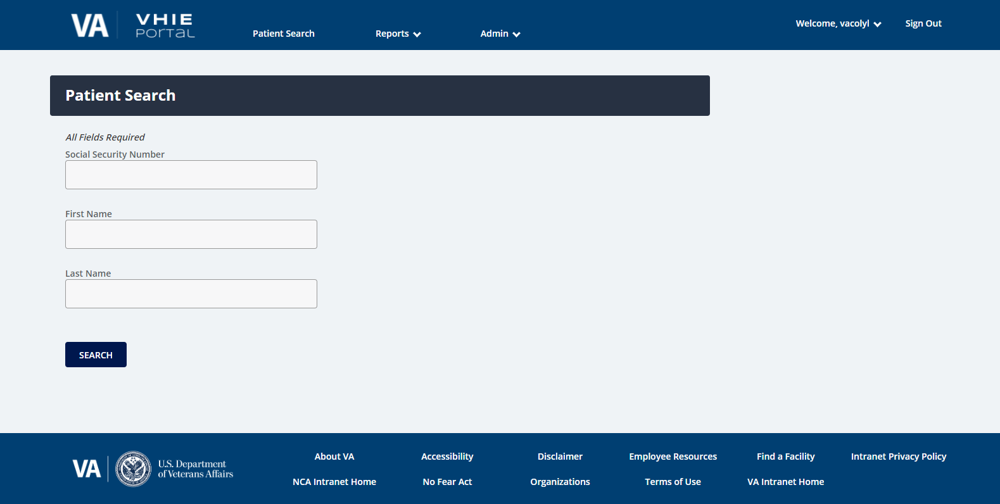 VA
VHIE
PORTAL
Patient Search
Reports
Admin
Welcome, vacolyl
Sign Out
Patient Search
All Fields Required
Social Security Number
First Name
Last Name
SEARCH
VA
U.S. Department
of Veterans Affairs
About VA
Accessibility
Disclaimer
Employee Resources
Find a Facility
Intranet Privacy Policy
NCA Intranet Home
No Fear Act
Organizations
Terms of Use
VA Intranet Home